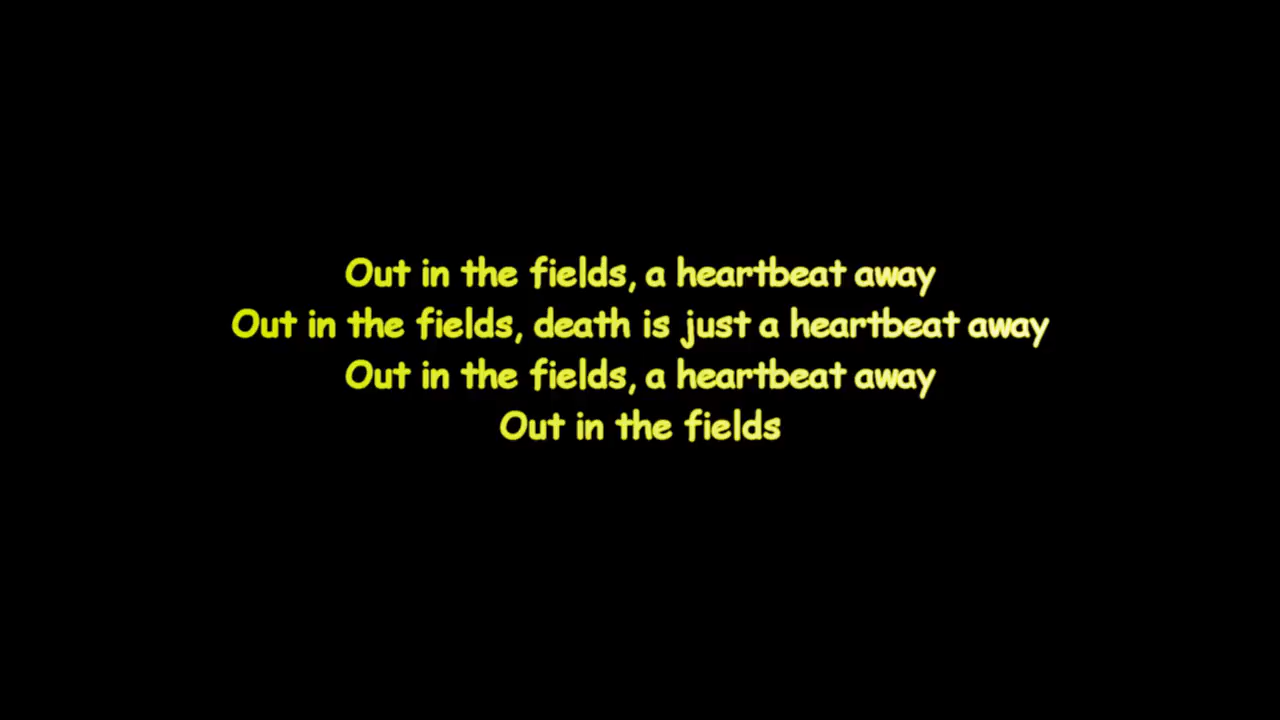 Out in the fields, a heartbeat away
Out in the fields, death is just a heartbeat away
Out in the fields, a heartbeat away
Out in the fields